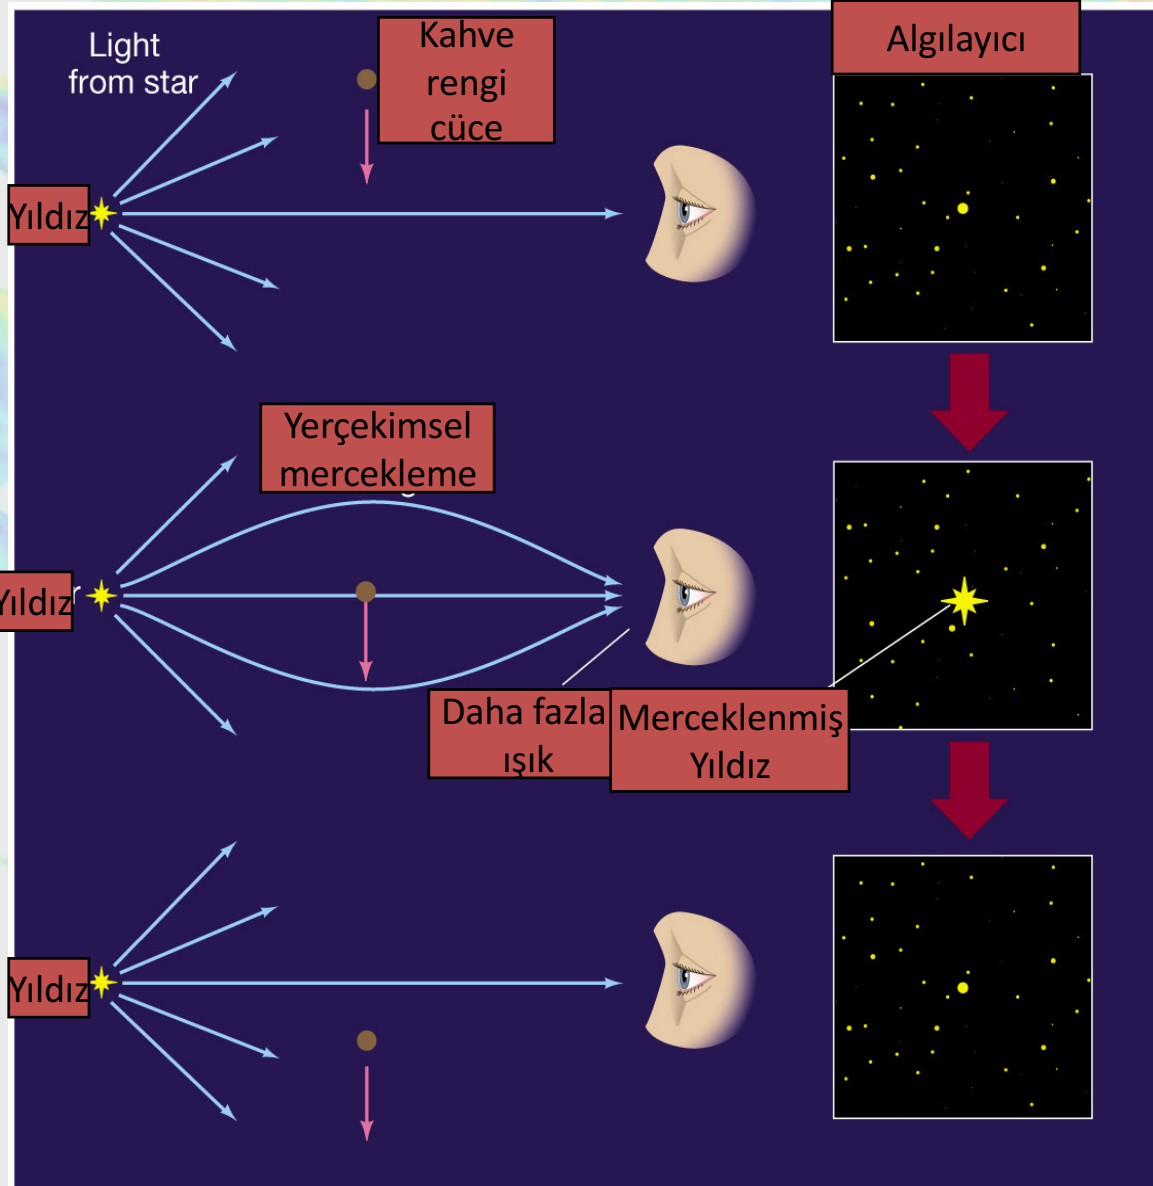 Light
from star
Kahve
rengi
cüce
Algılayıcı
Yıldız
Yerçekimsel
mercekleme
Yıldız
Daha fazla
ışık
Merceklenmiş
Yıldız
Yıldız